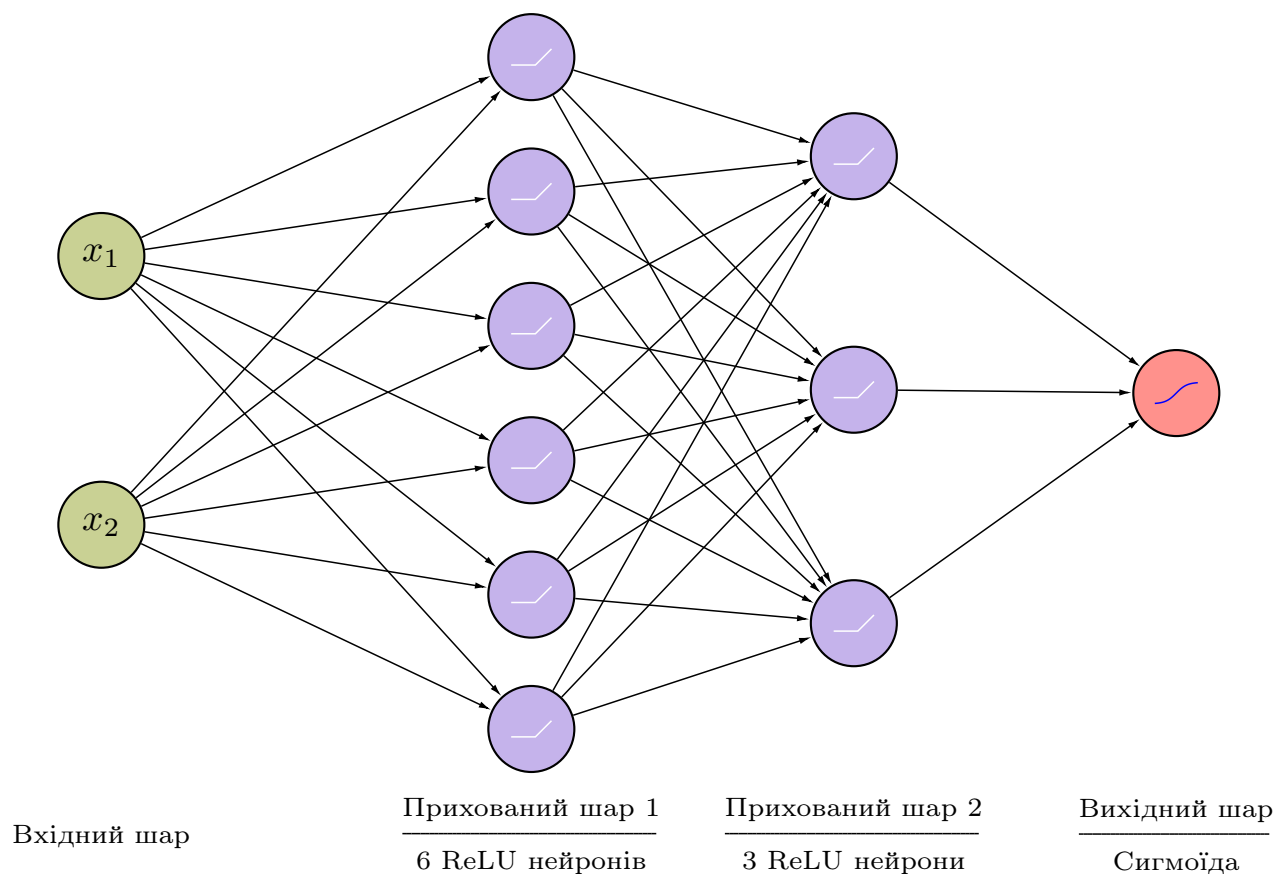 x₁
x₂
Вхідний шар
Прихований шар 1
6 ReLU нейронів
Прихований шар 2
3 ReLU нейрони
Вихідний шар
Сигмоїда